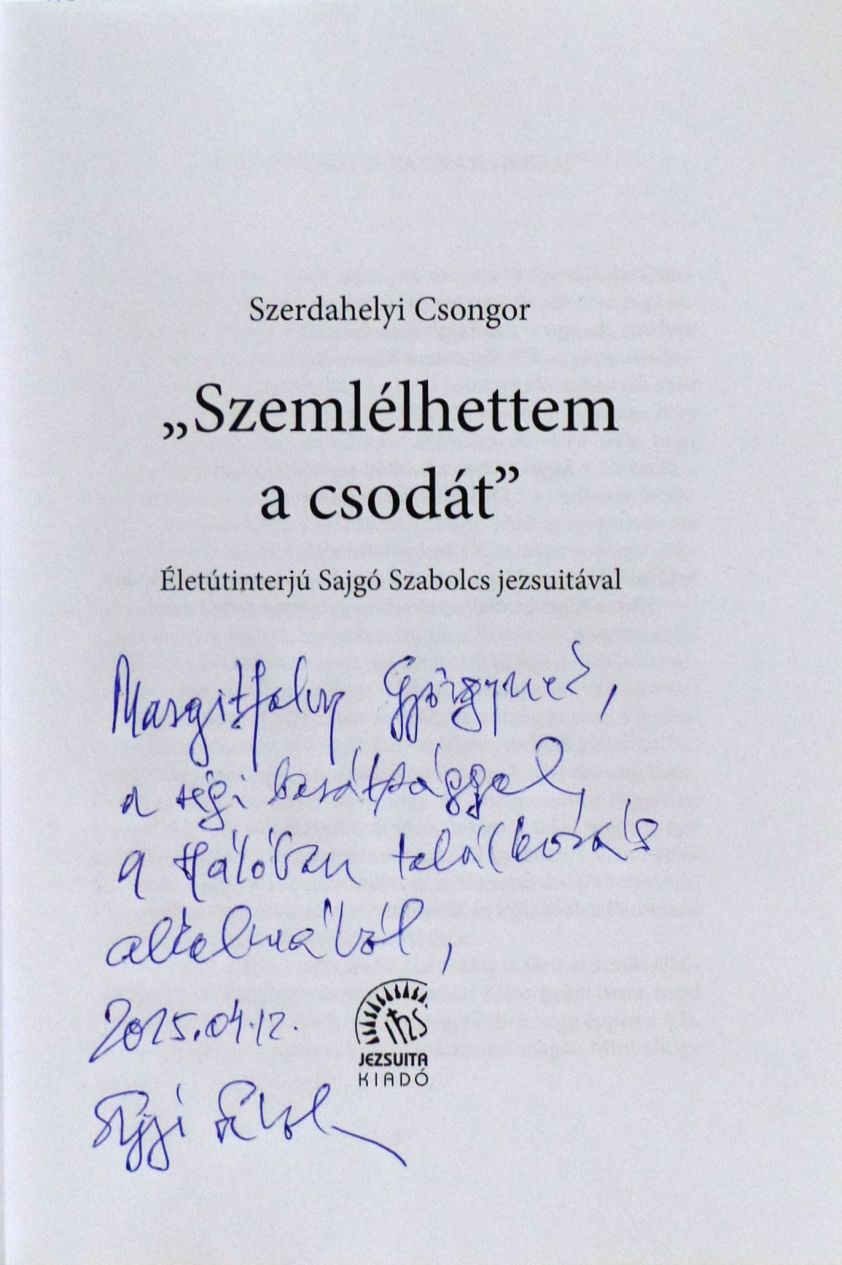 Szerdahelyi Csongor
„Szemlélhettem
a csodát”
Életútinterjú Sajgó Szabolcs jezsuitával
Margitfalvy Györgynek,
a régi barátsággal,
a Hálóban találkozás
alkalmából,
2025.04.12.
IHS
JEZSUITA
KIADÓ